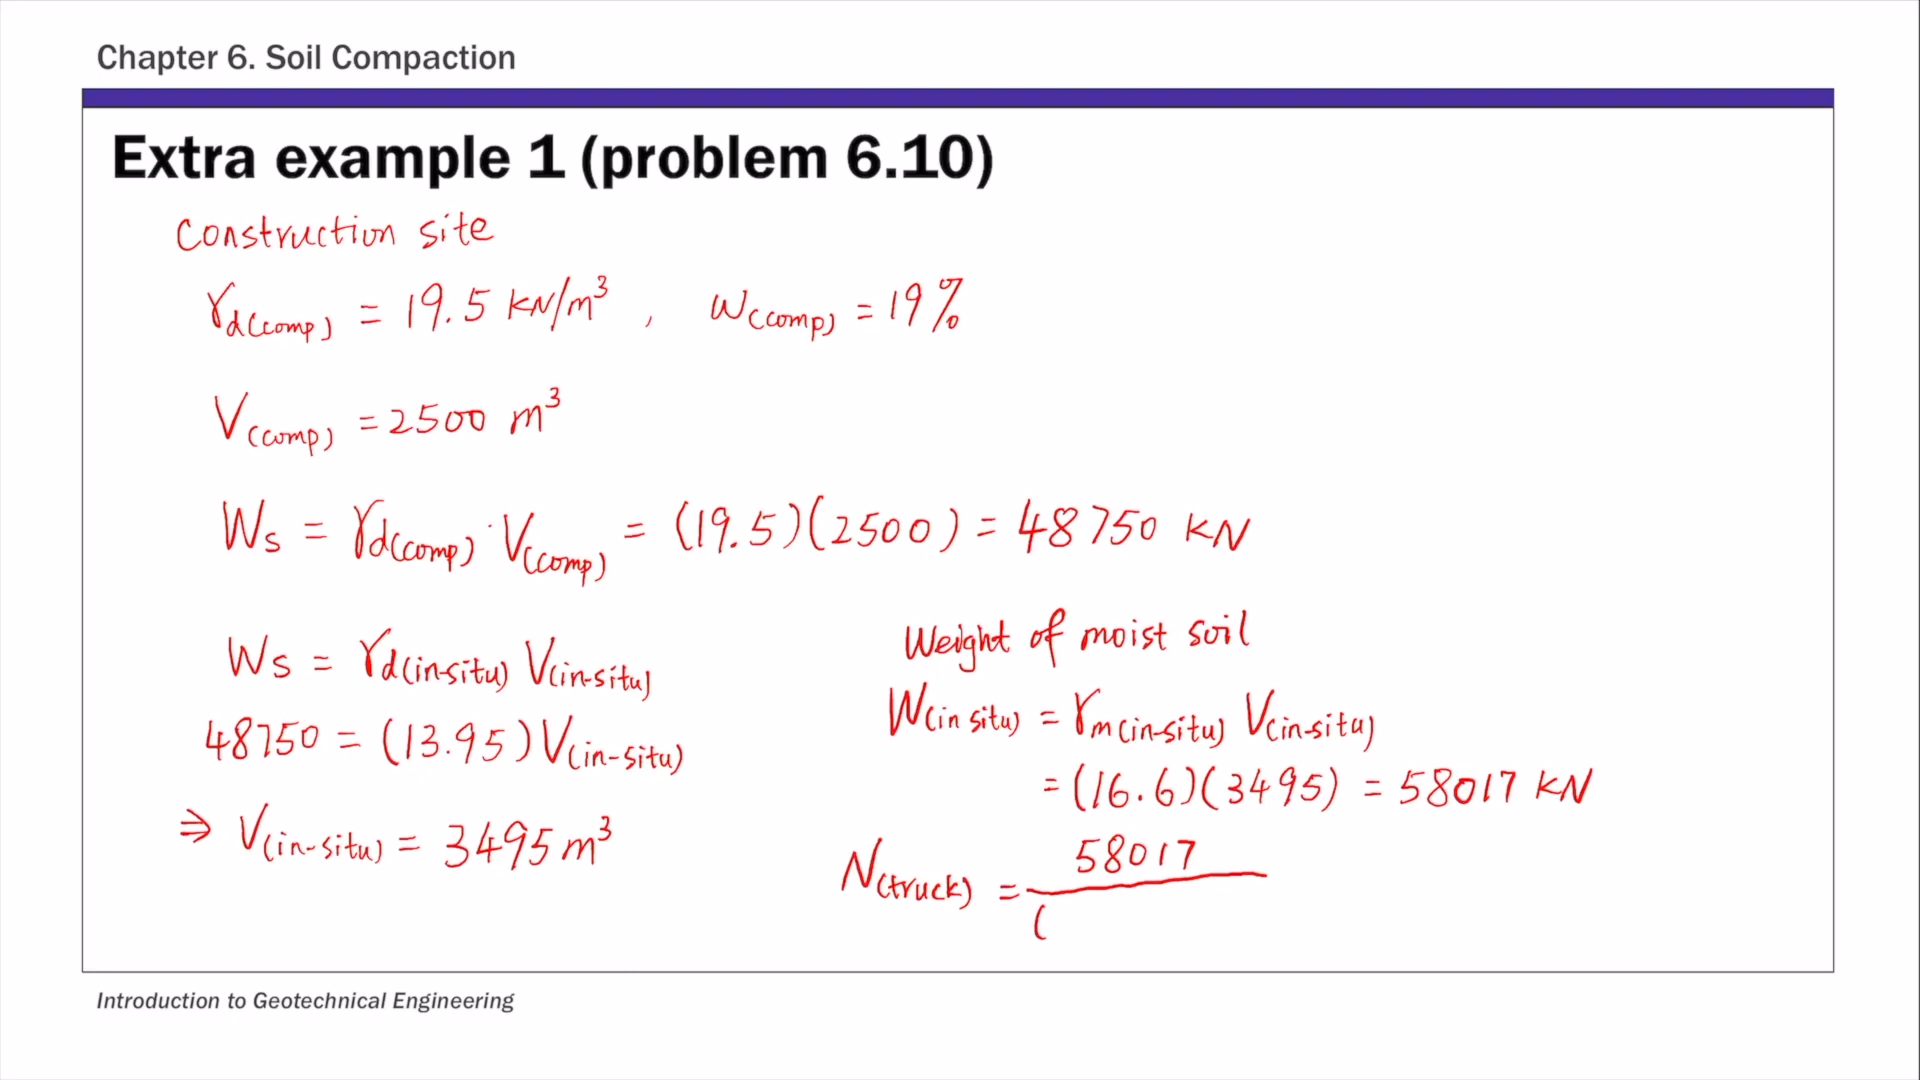 Chapter 6. Soil Compaction
Extra example 1 (problem 6.10)
Construction site
γd(comp) = 19.5 kN/m³ , w(comp) = 19%
V(comp) = 2500 m³
Ws = γd(comp) · V(comp) = (19.5)(2500) = 48750 kN
Ws = γd(in-situ) V(in-situ)
48750 = (13.95) V(in-situ)
⇒ V(in-situ) = 3495 m³
Weight of moist soil
W(in situ) = γm(in-situ) V(in-situ)
= (16.6)(3495) = 58017 kN
N(truck) = 58017 / (
Introduction to Geotechnical Engineering